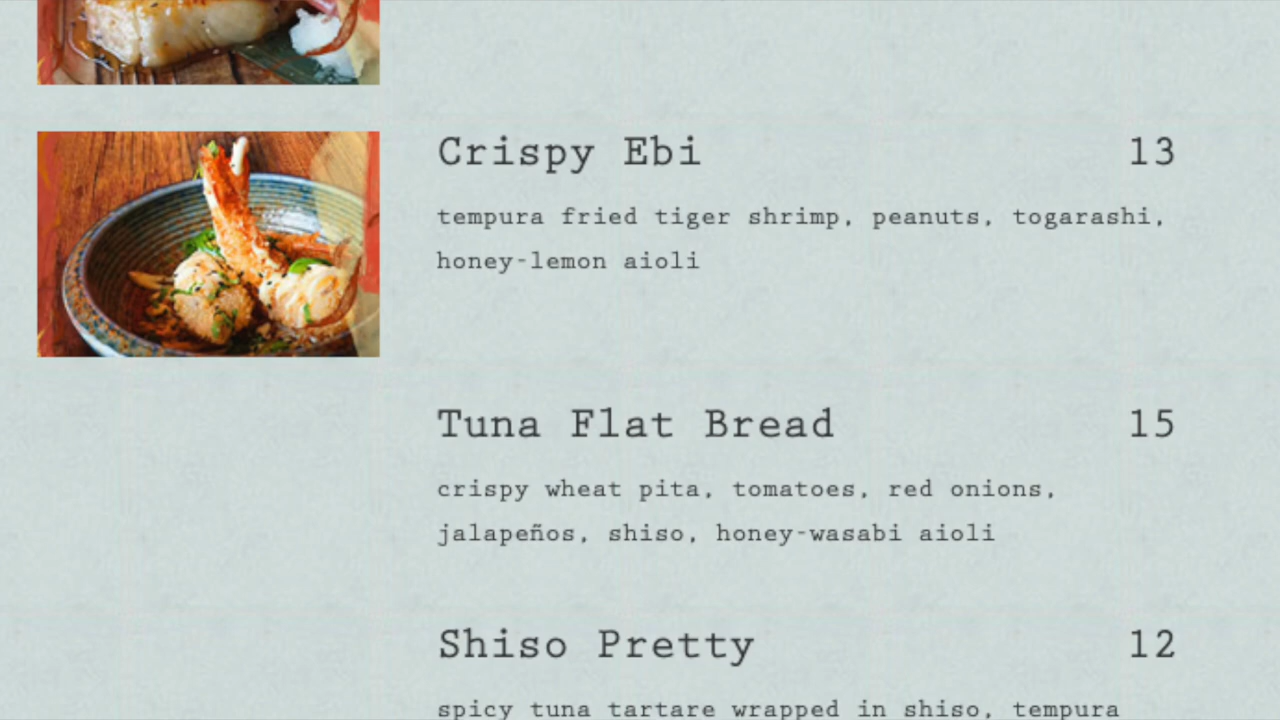 Crispy Ebi 13
tempura fried tiger shrimp, peanuts, togarashi,
honey-lemon aioli
Tuna Flat Bread 15
crispy wheat pita, tomatoes, red onions,
jalapeños, shiso, honey-wasabi aioli
Shiso Pretty 12
spicy tuna tartare wrapped in shiso, tempura